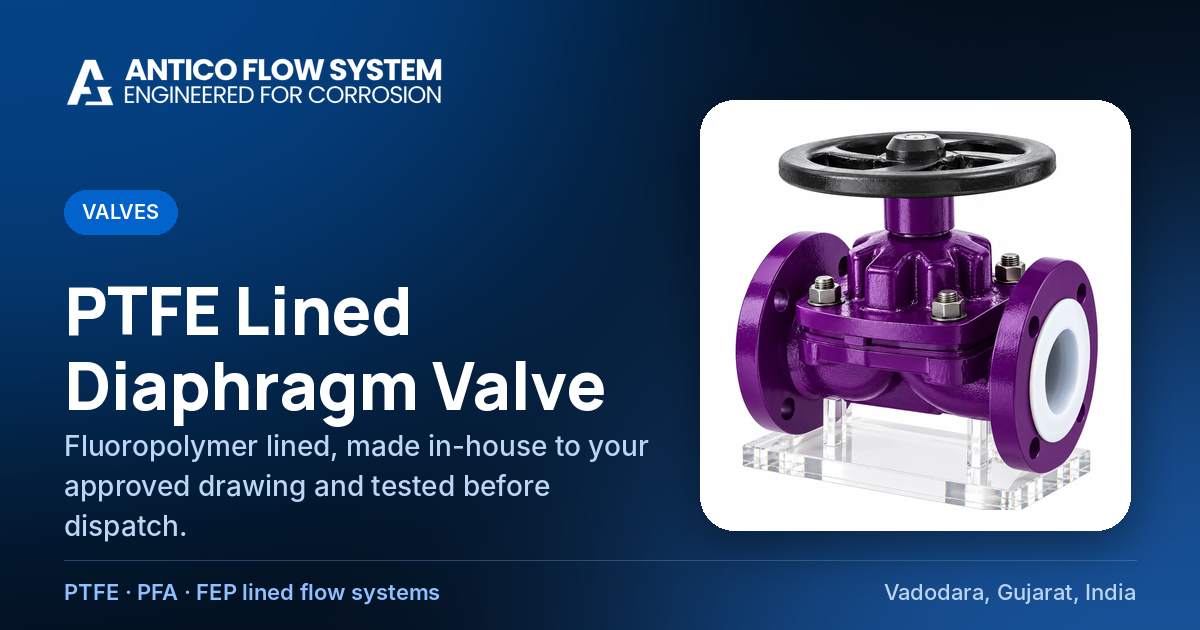 ANTICO FLOW SYSTEM
ENGINEERED FOR CORROSION
VALVES
PTFE Lined
Diaphragm Valve
Fluoropolymer lined, made in-house to your
approved drawing and tested before
dispatch.
PTFE · PFA · FEP lined flow systems
Vadodara, Gujarat, India